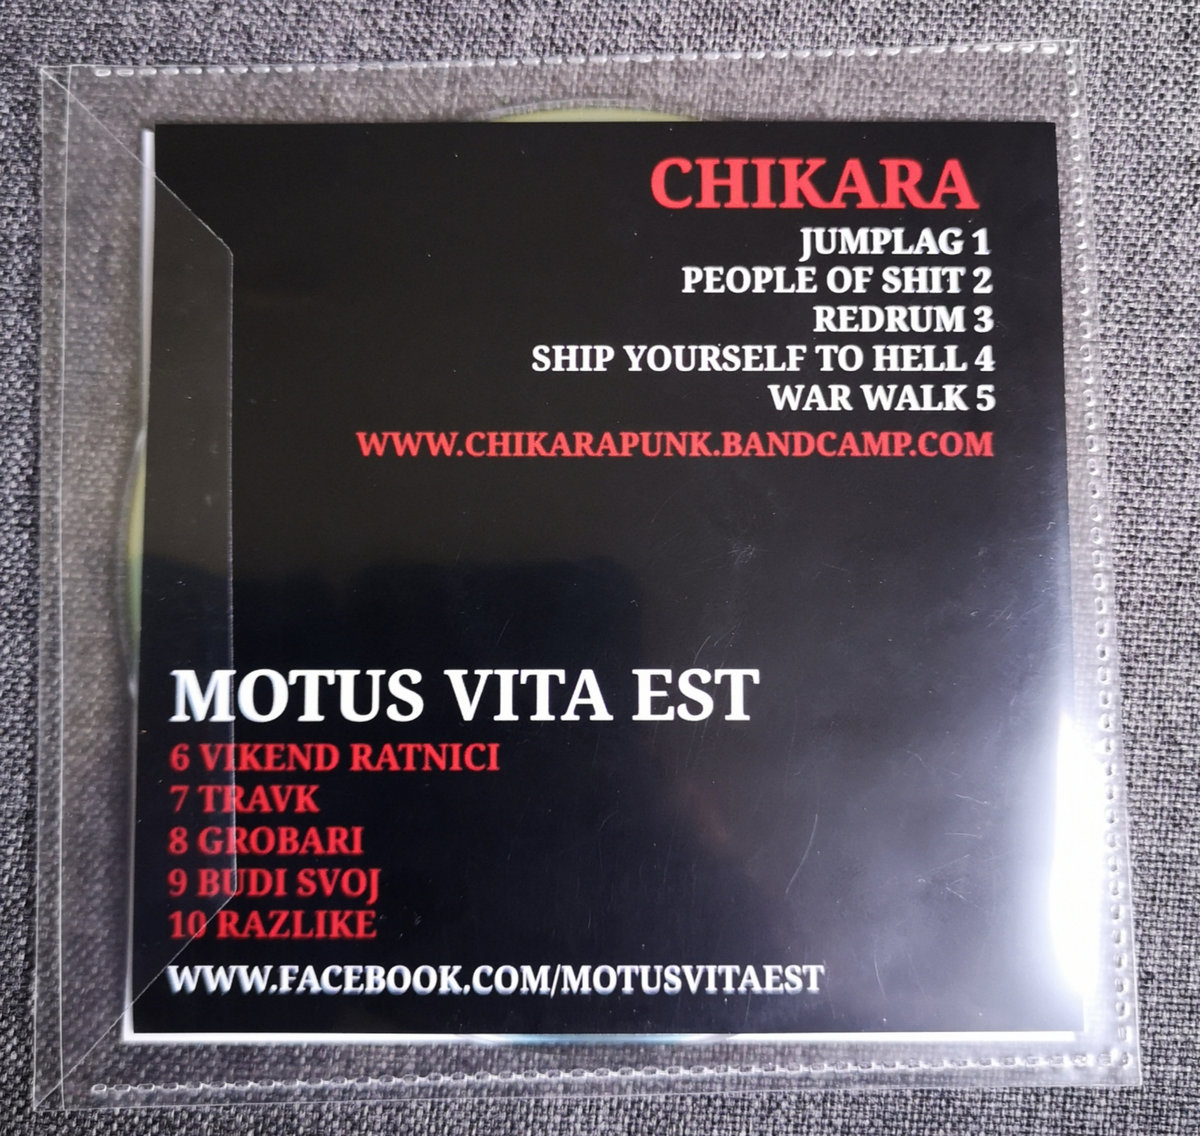 CHIKARA
JUMPLAG 1
PEOPLE OF SHIT 2
REDRUM 3
SHIP YOURSELF TO HELL 4
WAR WALK 5
WWW.CHIKARAPUNK.BANDCAMP.COM
MOTUS VITA EST
6 VIKEND RATNICI
7 TRAVK
8 GROBARI
9 BUDI SVOJ
10 RAZLIKE
WWW.FACEBOOK.COM/MOTUSVITAEST